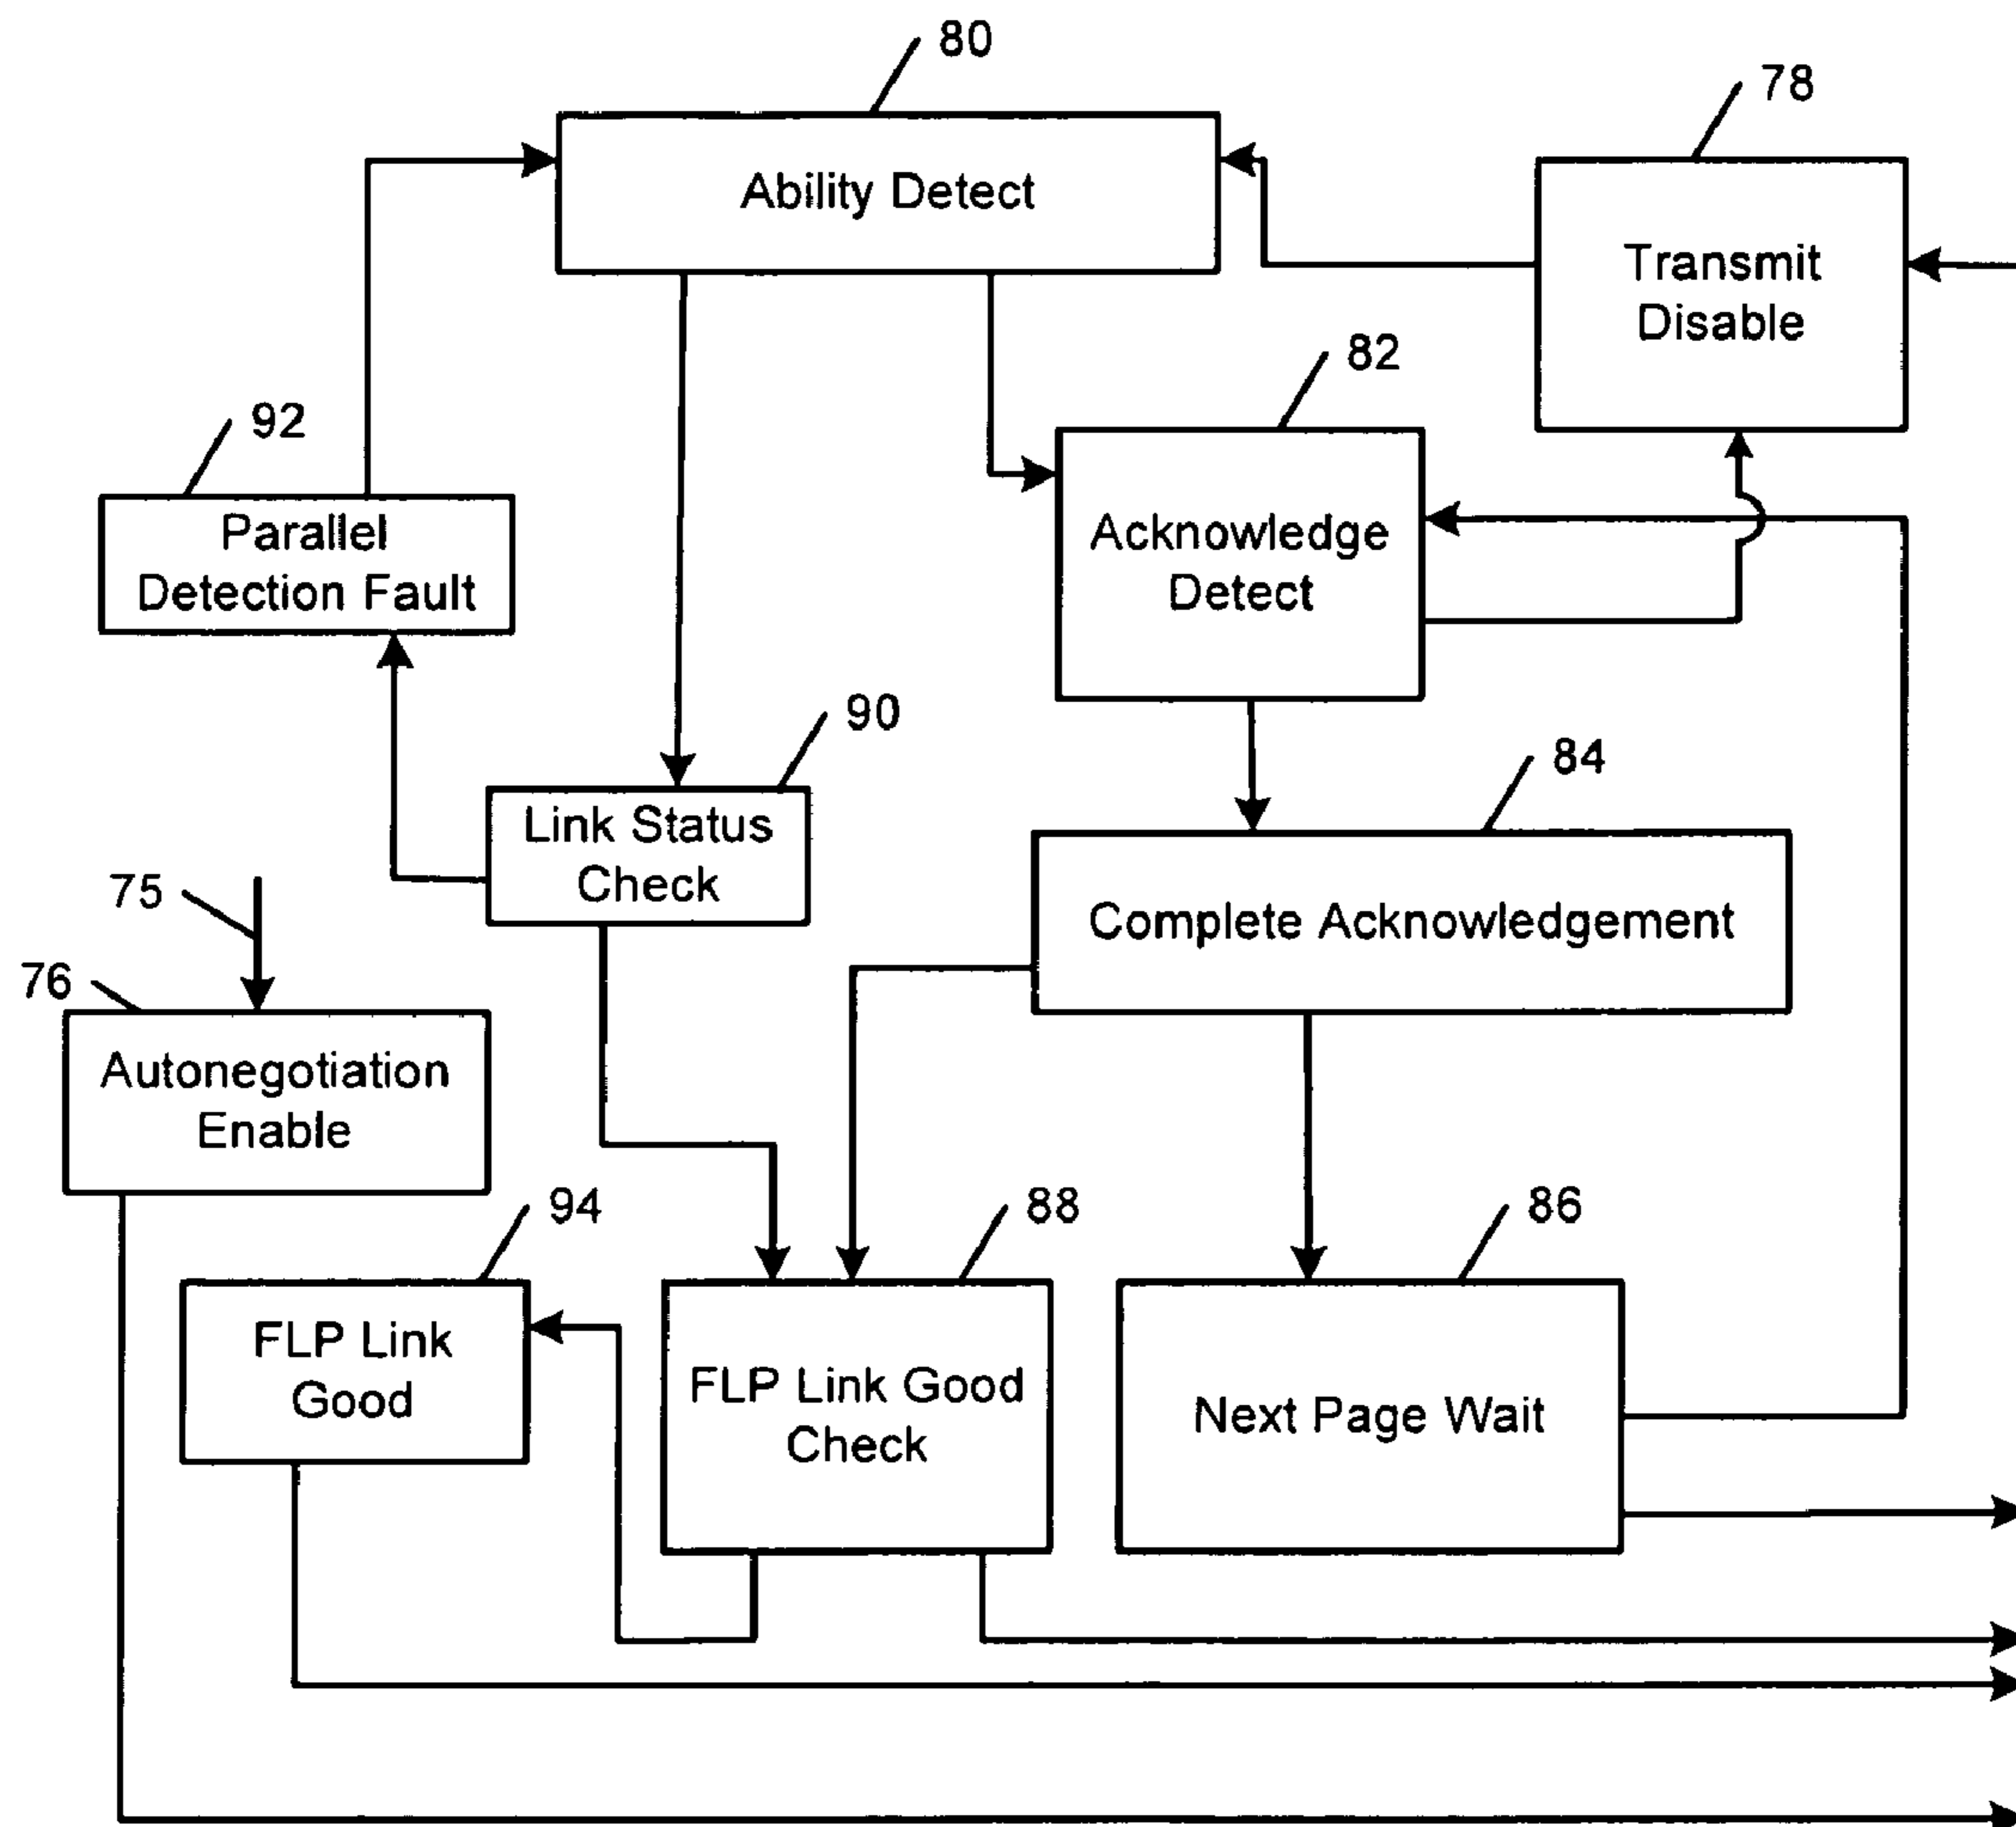 80
78
Ability Detect
Transmit
Disable
82
92
Parallel
Detection Fault
Acknowledge
Detect
90
84
Link Status
Check
75
Complete Acknowledgement
76
Autonegotiation
Enable
94
88
86
FLP Link
Good
FLP Link Good
Check
Next Page Wait